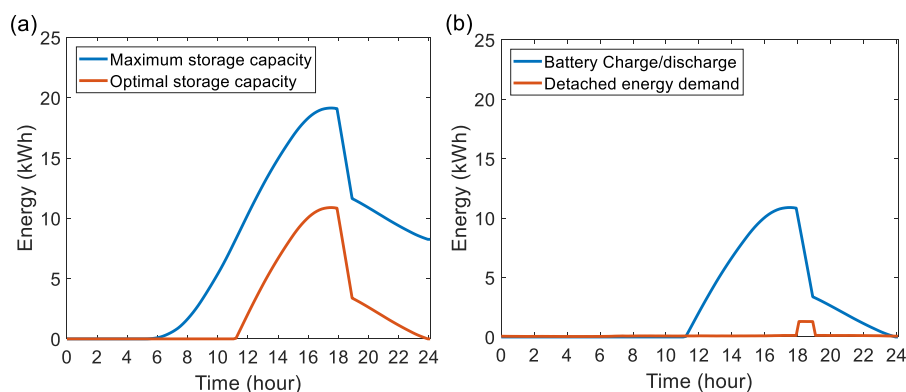 (a)
25
20
15
10
5
0
Energy (kWh)
Maximum storage capacity
Optimal storage capacity
0 2 4 6 8 10 12 14 16 18 20 22 24
Time (hour)
(b)
25
20
15
10
5
0
Energy (kWh)
Battery Charge/discharge
Detached energy demand
0 2 4 6 8 10 12 14 16 18 20 22 24
Time (hour)